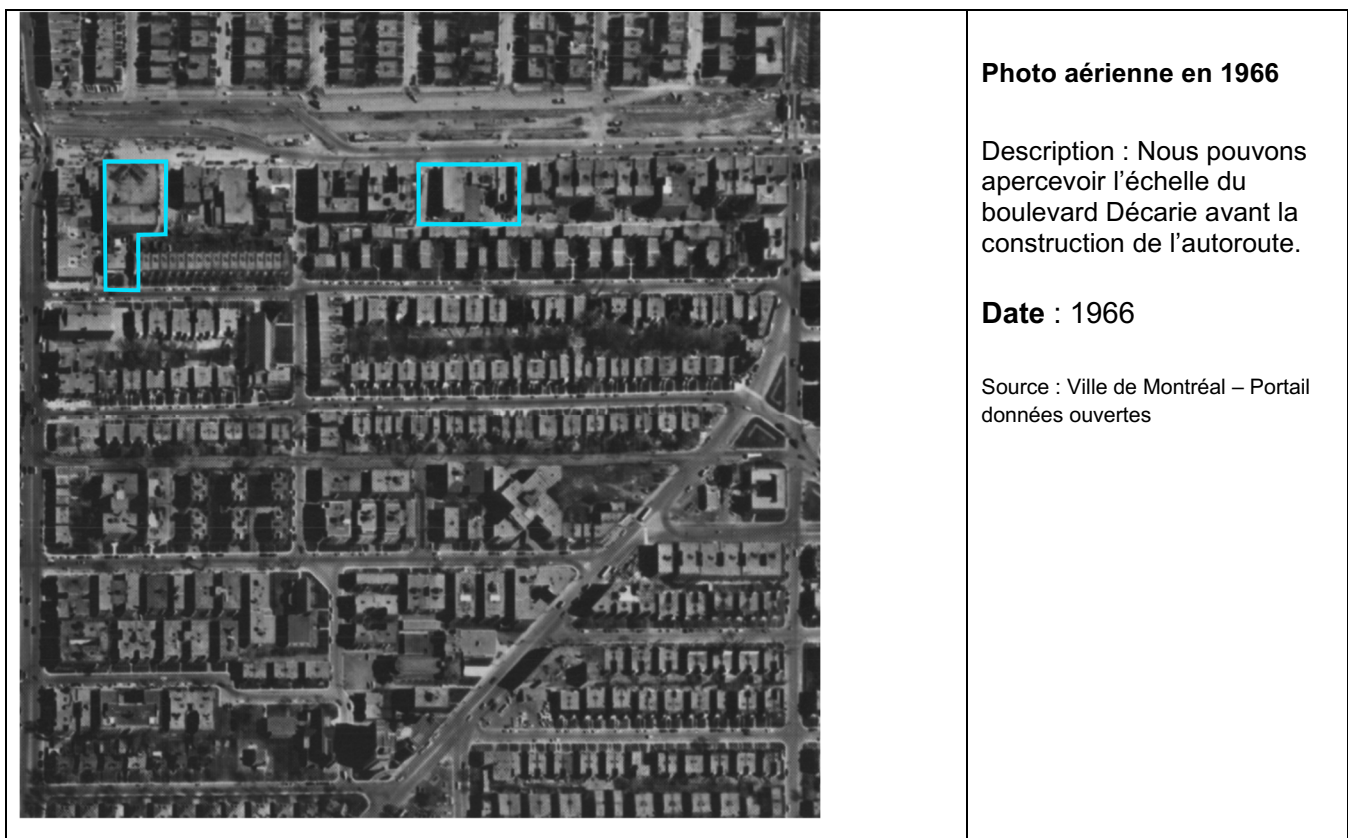 Photo aérienne en 1966
Description : Nous pouvons
apercevoir l’échelle du
boulevard Décarie avant la
construction de l’autoroute.
Date : 1966
Source : Ville de Montréal – Portail
données ouvertes